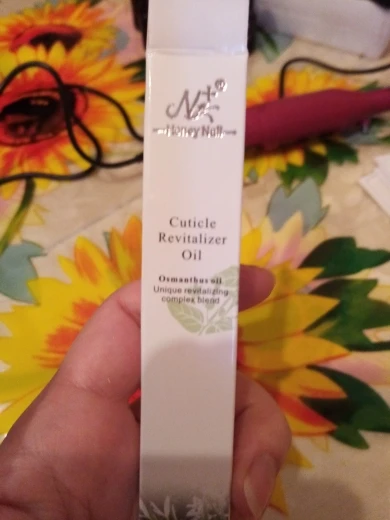 Honey Nail
Cuticle
Revitalizer
Oil
Osmanthus oil
Unique revitalizing
complex blend